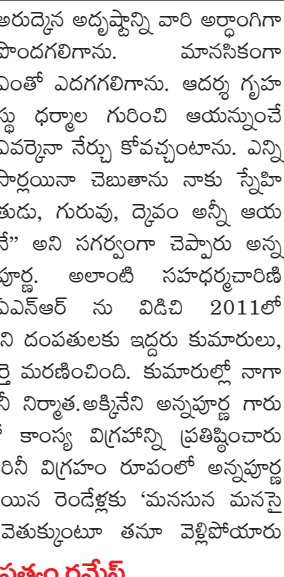 అరుద్కెన అదృష్టాన్ని వారి అర్ధాంగిగా
పొందగలిగాను. మానసికంగా
ఎంతో ఎదగగలిగాను. ఆదర్శ గృహ
స్థ ధర్మాల గురించి ఆయన్నుంచే
ఎవర్కెనా నేర్చు కోవచ్చంటాను. ఎన్ని
సార్లయినా చెబుతాను నాకు స్నేహి
తుడు, గురువు, ద్కెవం అన్నీ ఆయ
నే” అని సగర్వంగా చెప్పారు అన్న
పూర్ణ. అలాంటి సహధర్మచారిణి
ఏఎన్ఆర్ ను విడిచి 2011లో
ని దంపతులకు ఇద్దరు కుమారులు,
ర్తె మరణించింది. కుమారుల్లో నాగా
నీ నిర్మాత.అక్కినేని అన్నపూర్ణ గారు
కాంస్య విగ్రహాన్ని ప్రతిష్ఠించారు
రినీ విగ్రహం రూపంలో అన్నపూర్ణ
యిన రెండేళ్లకు ‘మనసున మనసై
వెతుక్కుంటూ తనూ వెళ్లిపోయారు
రమేష్